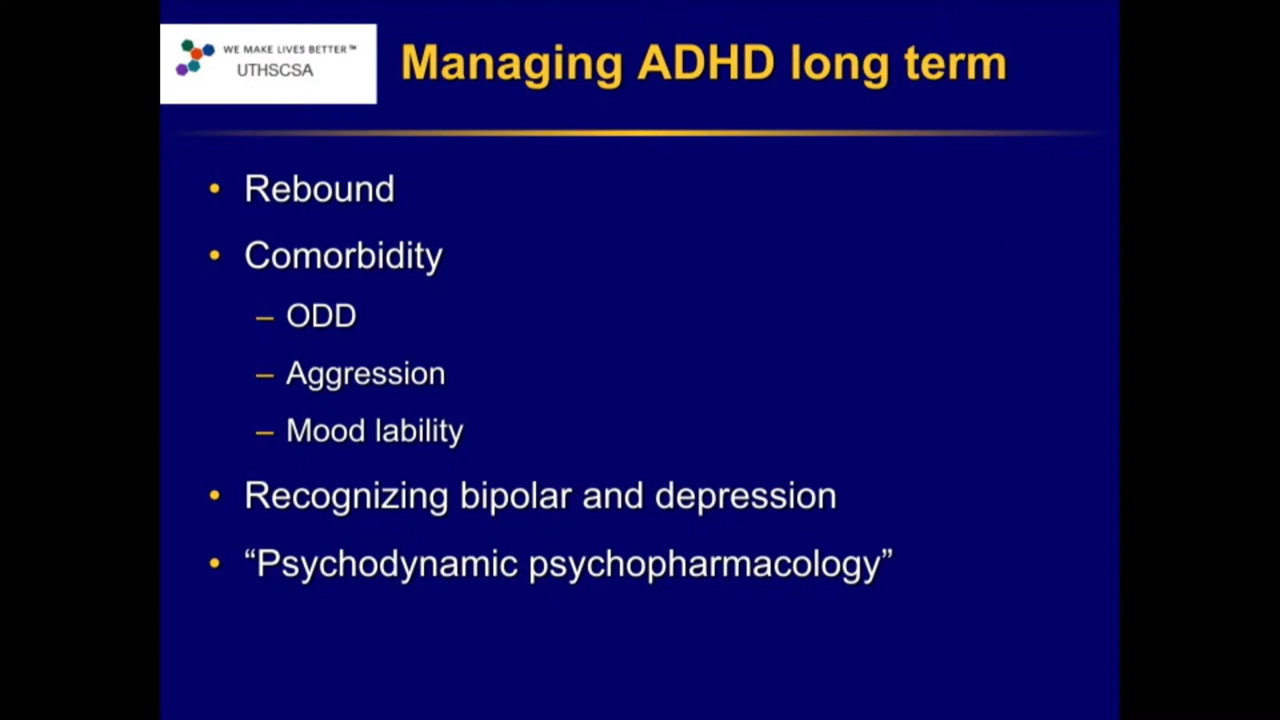 WE MAKE LIVES BETTER™
UTHSCSA
Managing ADHD long term
• Rebound
• Comorbidity
– ODD
– Aggression
– Mood lability
• Recognizing bipolar and depression
• “Psychodynamic psychopharmacology”